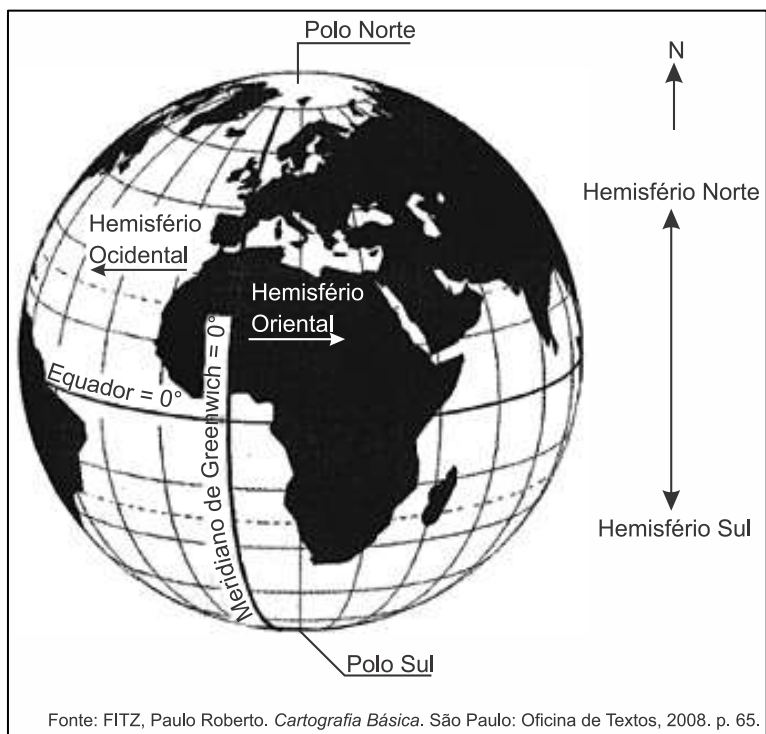 Polo Norte
N
Hemisfério Norte
Hemisfério
Ocidental
Hemisfério
Oriental
Equador = 0°
Meridiano de Greenwich = 0°
Hemisfério Sul
Polo Sul
Fonte: FITZ, Paulo Roberto. Cartografia Básica. São Paulo: Oficina de Textos, 2008. p. 65.